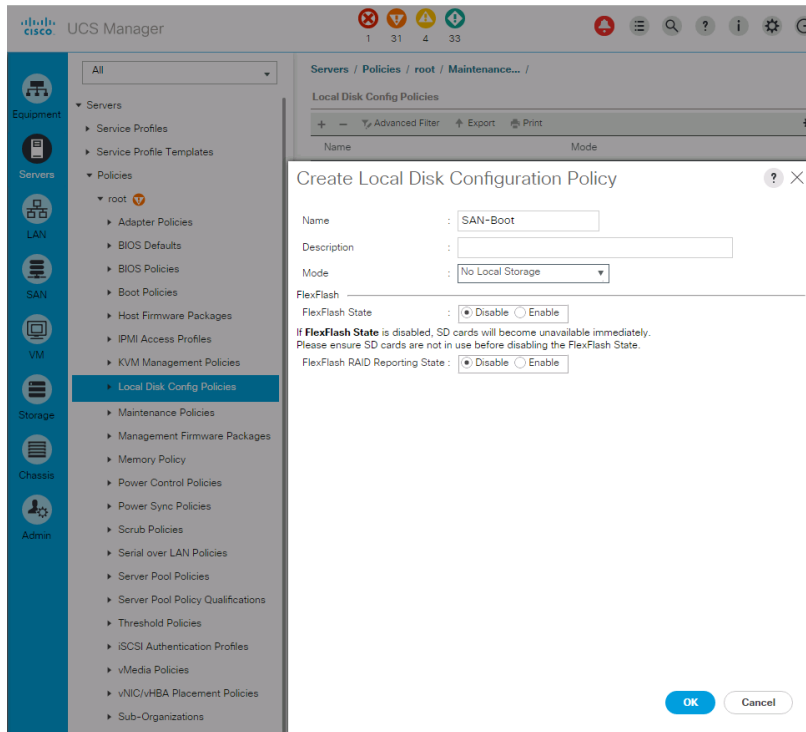 cisco. UCS Manager
1 31 4 33
Equipment
Servers
LAN
SAN
VM
Storage
Chassis
Admin
All
Servers
Service Profiles
Service Profile Templates
Policies
root
Adapter Policies
BIOS Defaults
BIOS Policies
Boot Policies
Host Firmware Packages
IPMI Access Profiles
KVM Management Policies
Local Disk Config Policies
Maintenance Policies
Management Firmware Packages
Memory Policy
Power Control Policies
Power Sync Policies
Scrub Policies
Serial over LAN Policies
Server Pool Policies
Server Pool Policy Qualifications
Threshold Policies
iSCSI Authentication Profiles
vMedia Policies
vNIC/vHBA Placement Policies
Sub-Organizations
Servers / Policies / root / Maintenance... /
Local Disk Config Policies
+ − Advanced Filter Export Print
Name Mode
Create Local Disk Configuration Policy ? ×
Name : SAN-Boot
Description :
Mode : No Local Storage
FlexFlash
FlexFlash State : Disable Enable
If FlexFlash State is disabled, SD cards will become unavailable immediately.
Please ensure SD cards are not in use before disabling the FlexFlash State.
FlexFlash RAID Reporting State : Disable Enable
OK Cancel